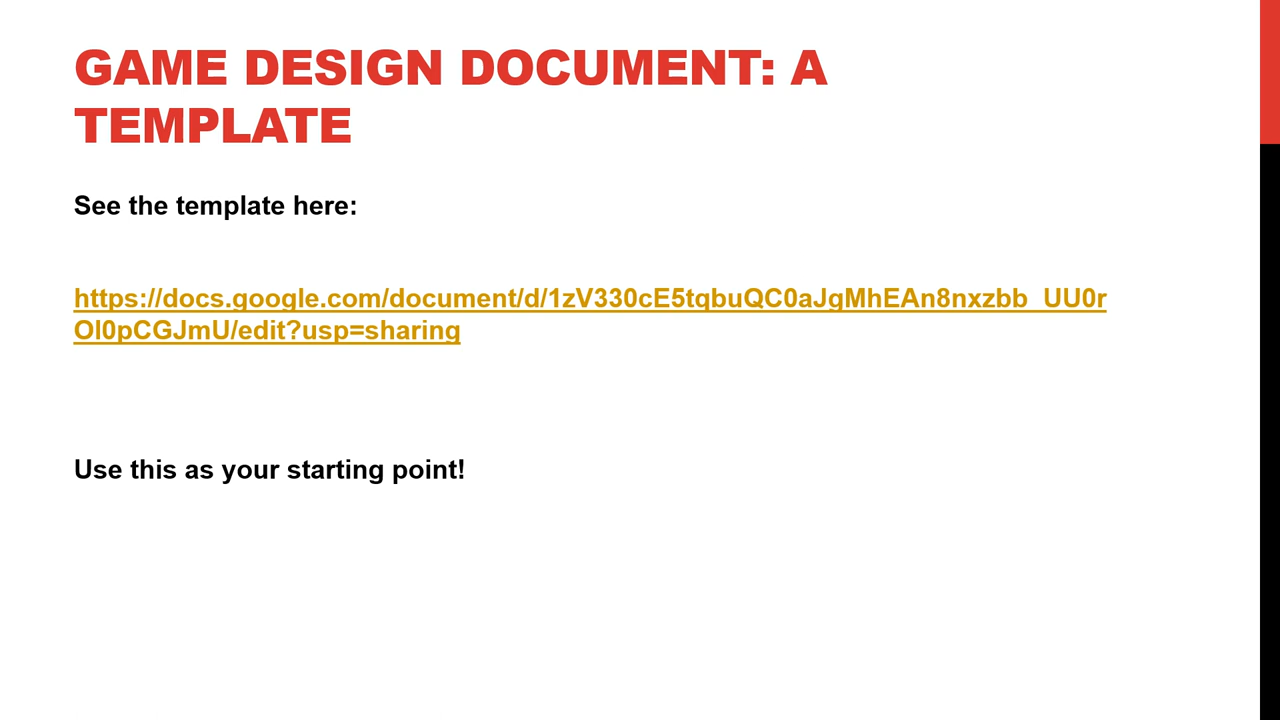 GAME DESIGN DOCUMENT: A
TEMPLATE
See the template here:
https://docs.google.com/document/d/1zV330cE5tqbuQC0aJgMhEAn8nxzbb_UU0r
Ol0pCGJmU/edit?usp=sharing
Use this as your starting point!